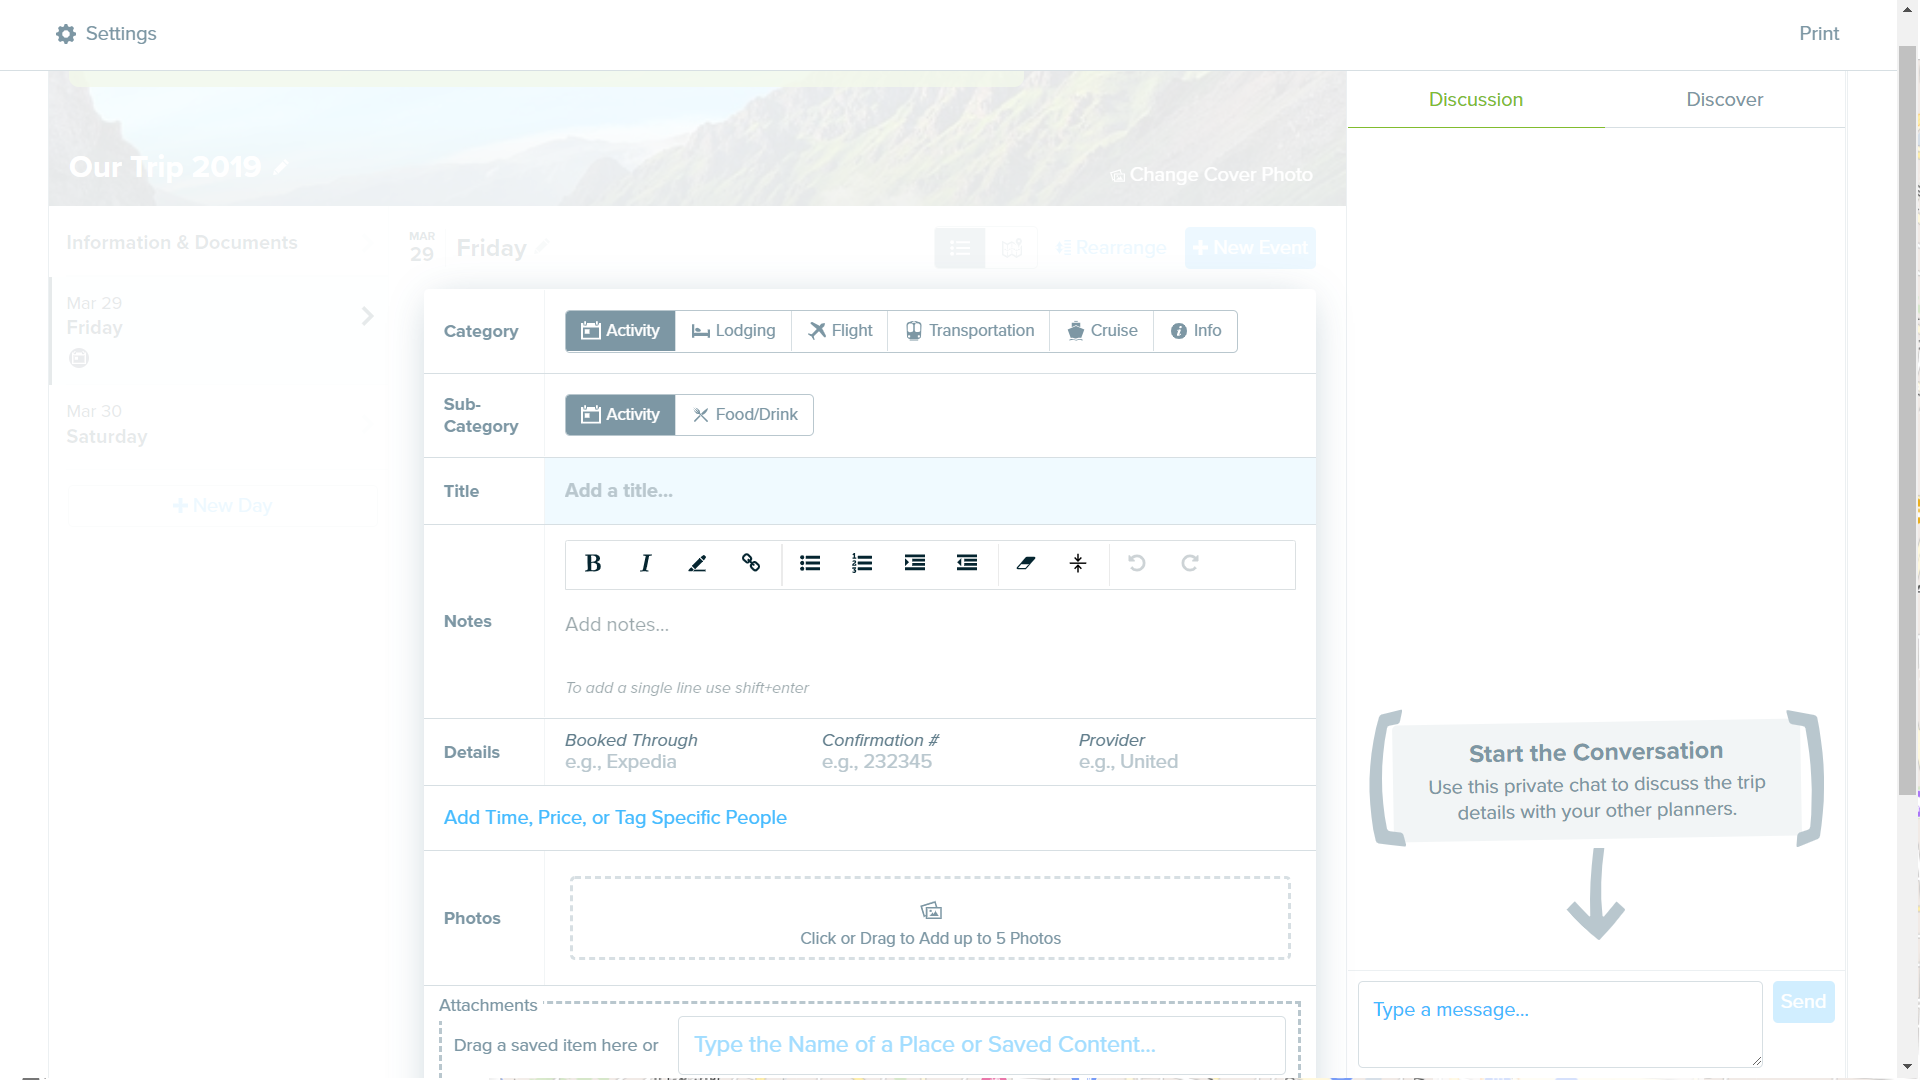 Settings
Print
Discussion
Discover
Our Trip 2019
Change Cover Photo
Information & Documents
MAR
29
Friday
Rearrange
New Event
Mar 29
Friday
Mar 30
Saturday
New Day
Category
Activity
Lodging
Flight
Transportation
Cruise
Info
Sub-
Category
Activity
Food/Drink
Title
Add a title...
B I
Notes
Add notes...
To add a single line use shift+enter
Details
Booked Through
e.g., Expedia
Confirmation #
e.g., 232345
Provider
e.g., United
Add Time, Price, or Tag Specific People
Photos
Click or Drag to Add up to 5 Photos
Attachments
Drag a saved item here or
Type the Name of a Place or Saved Content...
Start the Conversation
Use this private chat to discuss the trip
details with your other planners.
Type a message...
Send